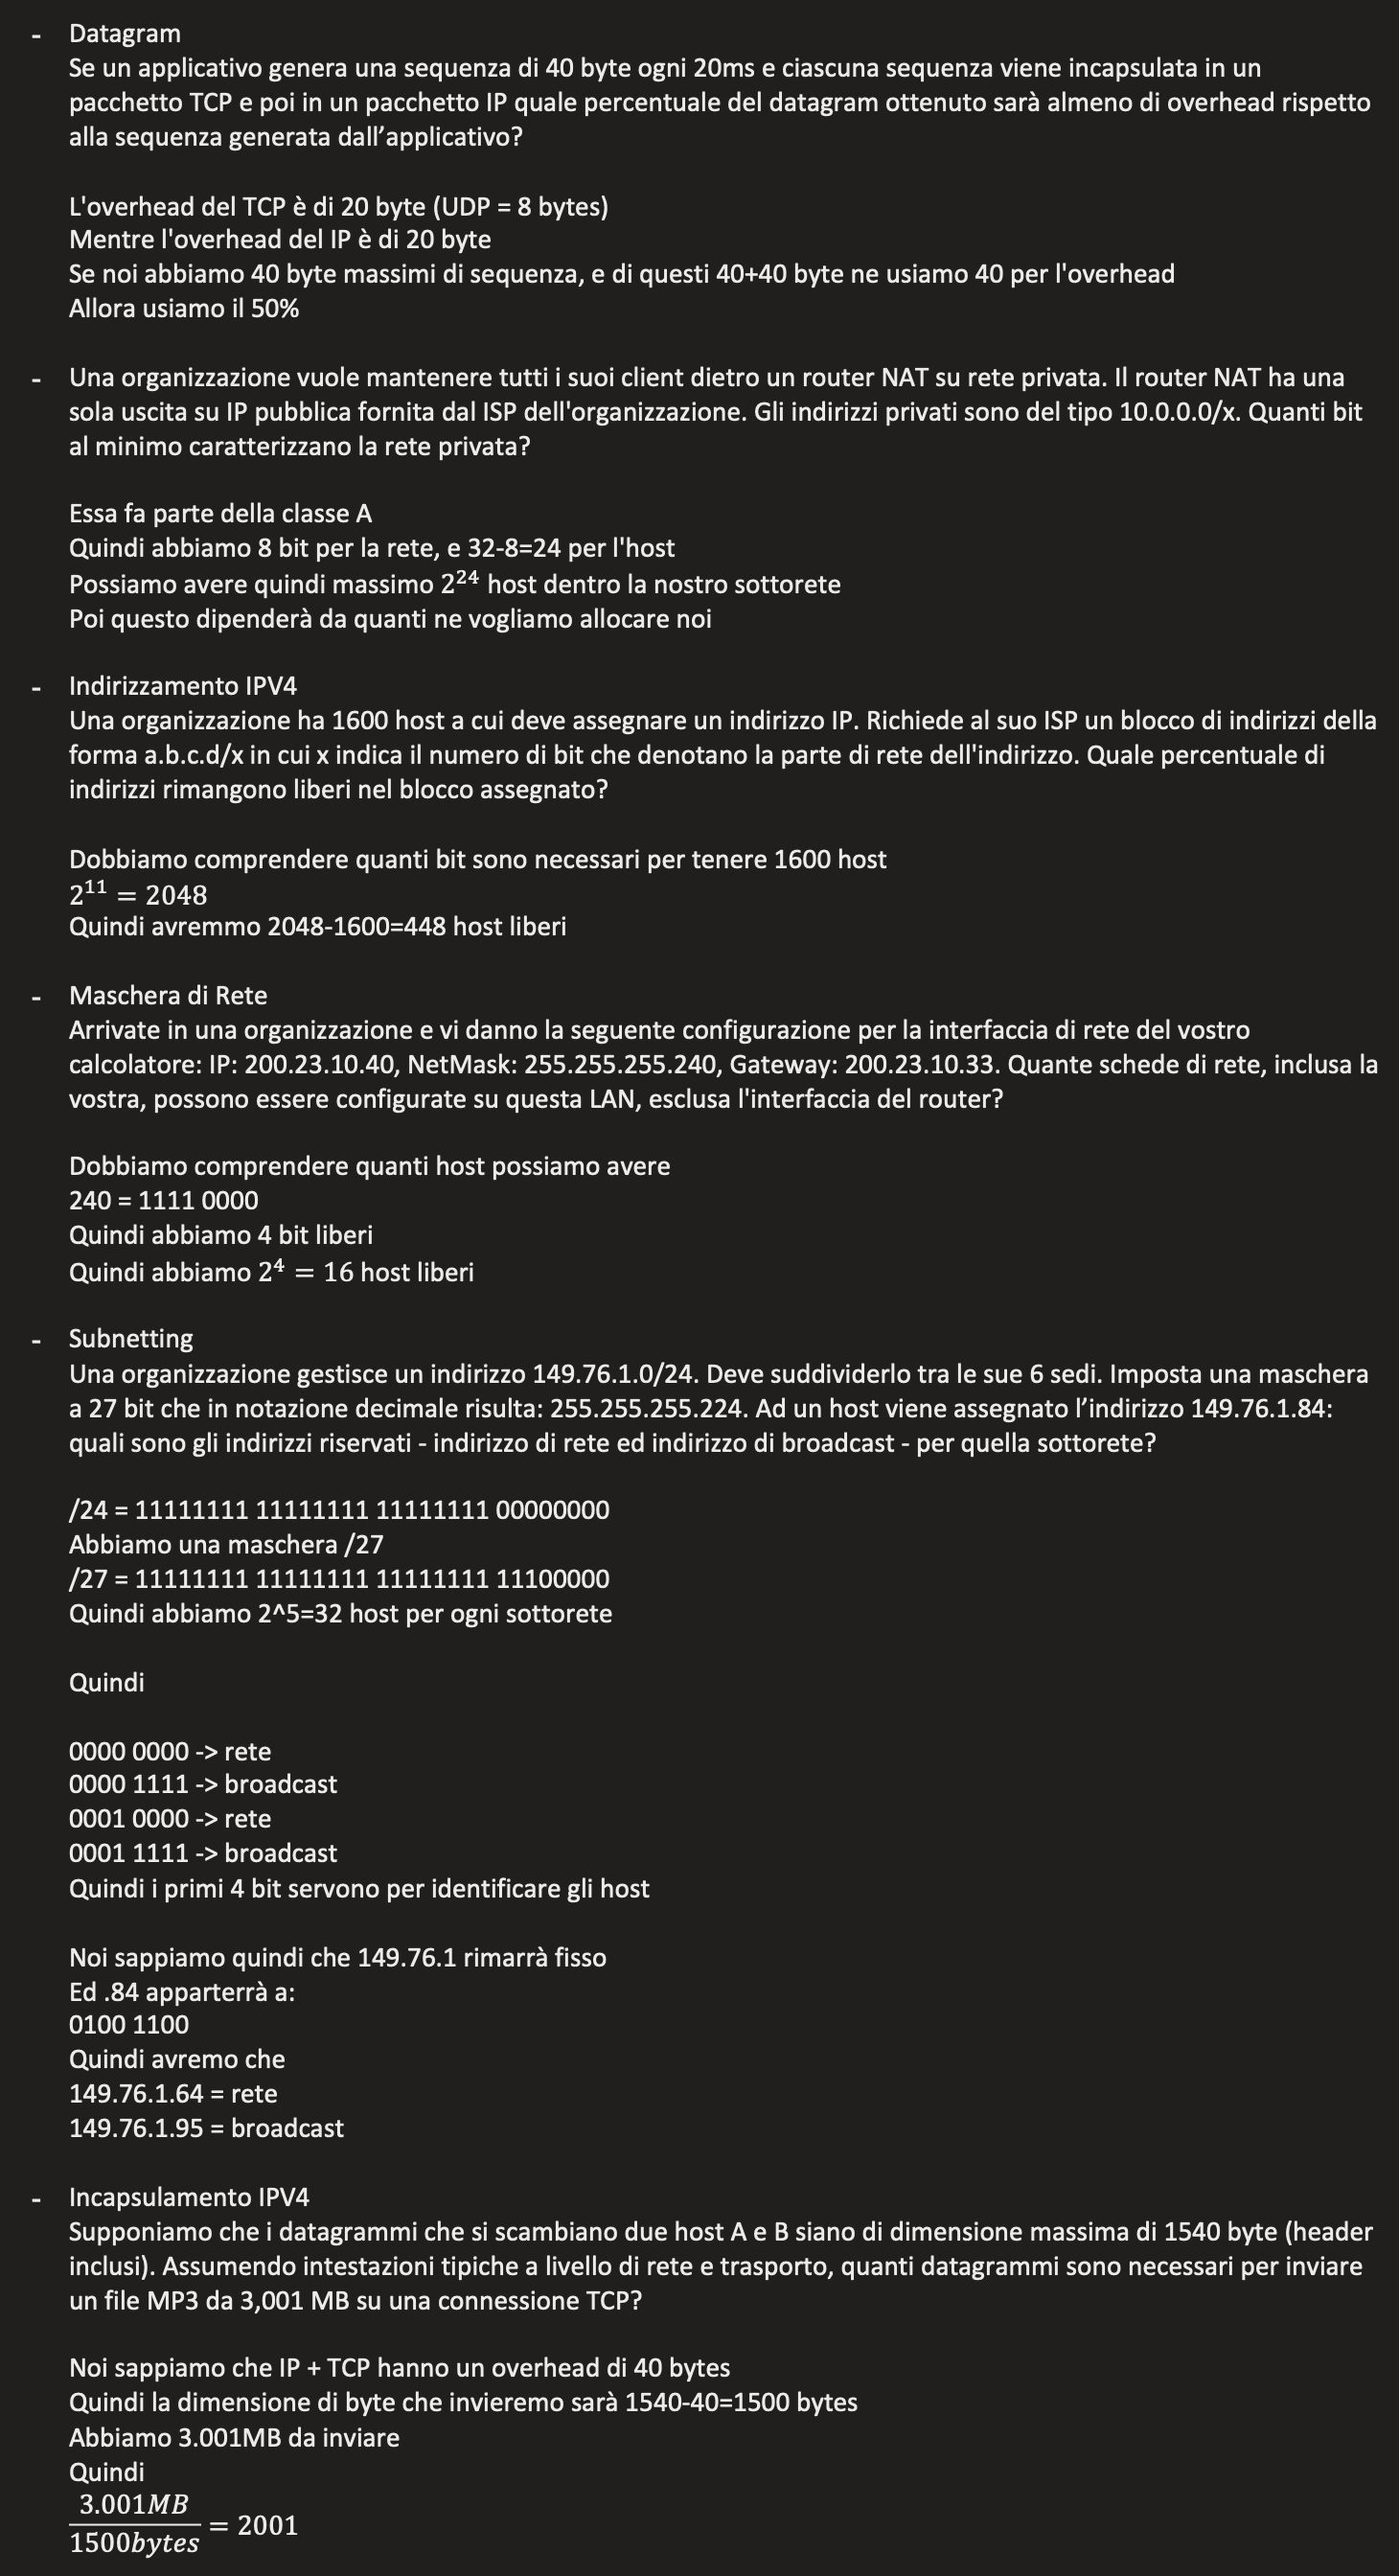 - Datagram
Se un applicativo genera una sequenza di 40 byte ogni 20ms e ciascuna sequenza viene incapsulata in un
pacchetto TCP e poi in un pacchetto IP quale percentuale del datagram ottenuto sarà almeno di overhead rispetto
alla sequenza generata dall’applicativo?
L'overhead del TCP è di 20 byte (UDP = 8 bytes)
Mentre l'overhead del IP è di 20 byte
Se noi abbiamo 40 byte massimi di sequenza, e di questi 40+40 byte ne usiamo 40 per l'overhead
Allora usiamo il 50%
- Una organizzazione vuole mantenere tutti i suoi client dietro un router NAT su rete privata. Il router NAT ha una
sola uscita su IP pubblica fornita dal ISP dell'organizzazione. Gli indirizzi privati sono del tipo 10.0.0.0/x. Quanti bit
al minimo caratterizzano la rete privata?
Essa fa parte della classe A
Quindi abbiamo 8 bit per la rete, e 32-8=24 per l'host
Possiamo avere quindi massimo 2^24 host dentro la nostro sottorete
Poi questo dipenderà da quanti ne vogliamo allocare noi
- Indirizzamento IPV4
Una organizzazione ha 1600 host a cui deve assegnare un indirizzo IP. Richiede al suo ISP un blocco di indirizzi della
forma a.b.c.d/x in cui x indica il numero di bit che denotano la parte di rete dell'indirizzo. Quale percentuale di
indirizzi rimangono liberi nel blocco assegnato?
Dobbiamo comprendere quanti bit sono necessari per tenere 1600 host
2^11 = 2048
Quindi avremmo 2048-1600=448 host liberi
- Maschera di Rete
Arrivate in una organizzazione e vi danno la seguente configurazione per la interfaccia di rete del vostro
calcolatore: IP: 200.23.10.40, NetMask: 255.255.255.240, Gateway: 200.23.10.33. Quante schede di rete, inclusa la
vostra, possono essere configurate su questa LAN, esclusa l'interfaccia del router?
Dobbiamo comprendere quanti host possiamo avere
240 = 1111 0000
Quindi abbiamo 4 bit liberi
Quindi abbiamo 2^4 = 16 host liberi
- Subnetting
Una organizzazione gestisce un indirizzo 149.76.1.0/24. Deve suddividerlo tra le sue 6 sedi. Imposta una maschera
a 27 bit che in notazione decimale risulta: 255.255.255.224. Ad un host viene assegnato l’indirizzo 149.76.1.84:
quali sono gli indirizzi riservati - indirizzo di rete ed indirizzo di broadcast - per quella sottorete?
/24 = 11111111 11111111 11111111 00000000
Abbiamo una maschera /27
/27 = 11111111 11111111 11111111 11100000
Quindi abbiamo 2^5=32 host per ogni sottorete
Quindi
0000 0000 -> rete
0000 1111 -> broadcast
0001 0000 -> rete
0001 1111 -> broadcast
Quindi i primi 4 bit servono per identificare gli host
Noi sappiamo quindi che 149.76.1 rimarrà fisso
Ed .84 apparterrà a:
0100 1100
Quindi avremo che
149.76.1.64 = rete
149.76.1.95 = broadcast
- Incapsulamento IPV4
Supponiamo che i datagrammi che si scambiano due host A e B siano di dimensione massima di 1540 byte (header
inclusi). Assumendo intestazioni tipiche a livello di rete e trasporto, quanti datagrammi sono necessari per inviare
un file MP3 da 3,001 MB su una connessione TCP?
Noi sappiamo che IP + TCP hanno un overhead di 40 bytes
Quindi la dimensione di byte che invieremo sarà 1540-40=1500 bytes
Abbiamo 3.001MB da inviare
Quindi
3.001MB
1500bytes = 2001